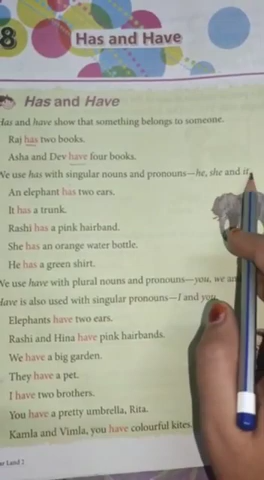 8
Has and Have
Has and Have
Has and have show that something belongs to someone.
Raj has two books.
Asha and Dev have four books.
We use has with singular nouns and pronouns—he, she and it.
An elephant has two ears.
It has a trunk.
Rashi has a pink hairband.
She has an orange water bottle.
He has a green shirt.
We use have with plural nouns and pronouns—you, we an
Have is also used with singular pronouns—I and you.
Elephants have two ears.
Rashi and Hina have pink hairbands.
We have a big garden.
They have a pet.
I have two brothers.
You have a pretty umbrella, Rita.
Kamla and Vimla, you have colourful kites.
Land